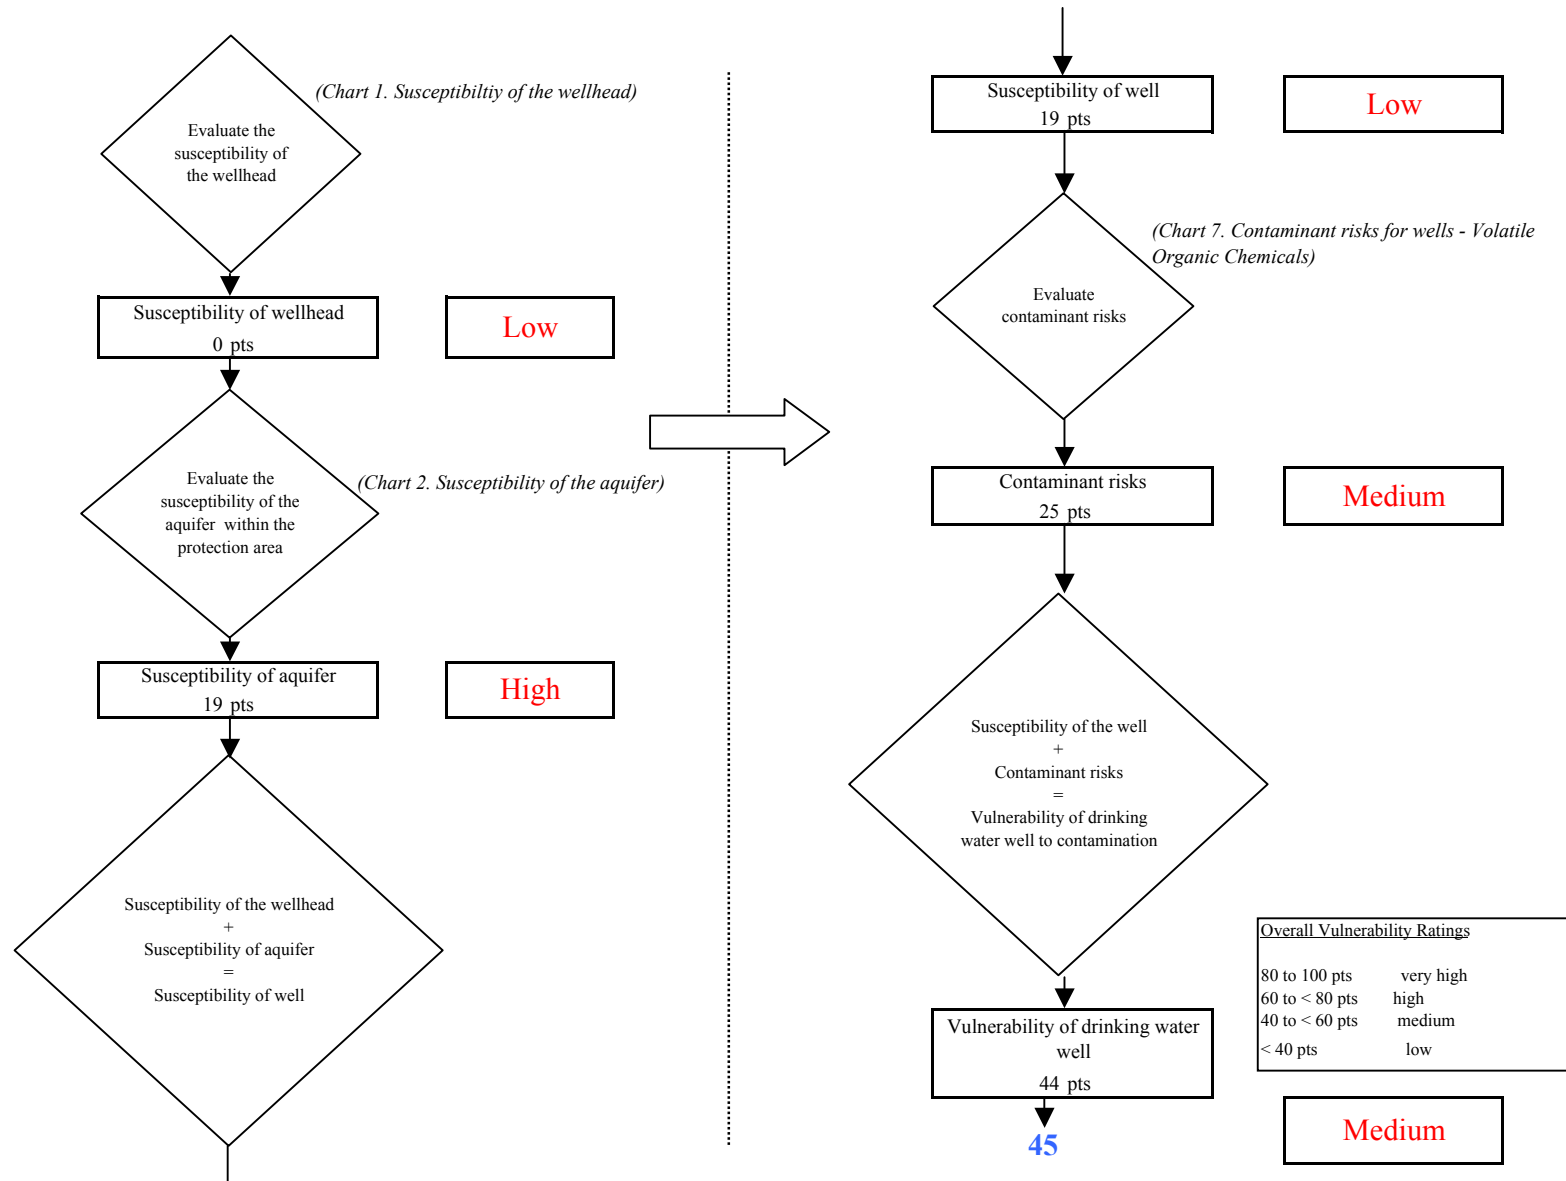 (Chart 1. Susceptibiltiy of the wellhead)
Evaluate the
susceptibility of
the wellhead
Susceptibility of wellhead
0 pts
Low
Evaluate the
susceptibility of the
aquifer within the
protection area
(Chart 2. Susceptibility of the aquifer)
Susceptibility of aquifer
19 pts
High
Susceptibility of the wellhead
+
Susceptibility of aquifer
=
Susceptibility of well
Susceptibility of well
19 pts
Low
(Chart 7. Contaminant risks for wells - Volatile
Organic Chemicals)
Evaluate
contaminant risks
Contaminant risks
25 pts
Medium
Susceptibility of the well
+
Contaminant risks
=
Vulnerability of drinking
water well to contamination
Overall Vulnerability Ratings
80 to 100 pts very high
60 to < 80 pts high
40 to < 60 pts medium
< 40 pts low
Vulnerability of drinking water
well
44 pts
45
Medium